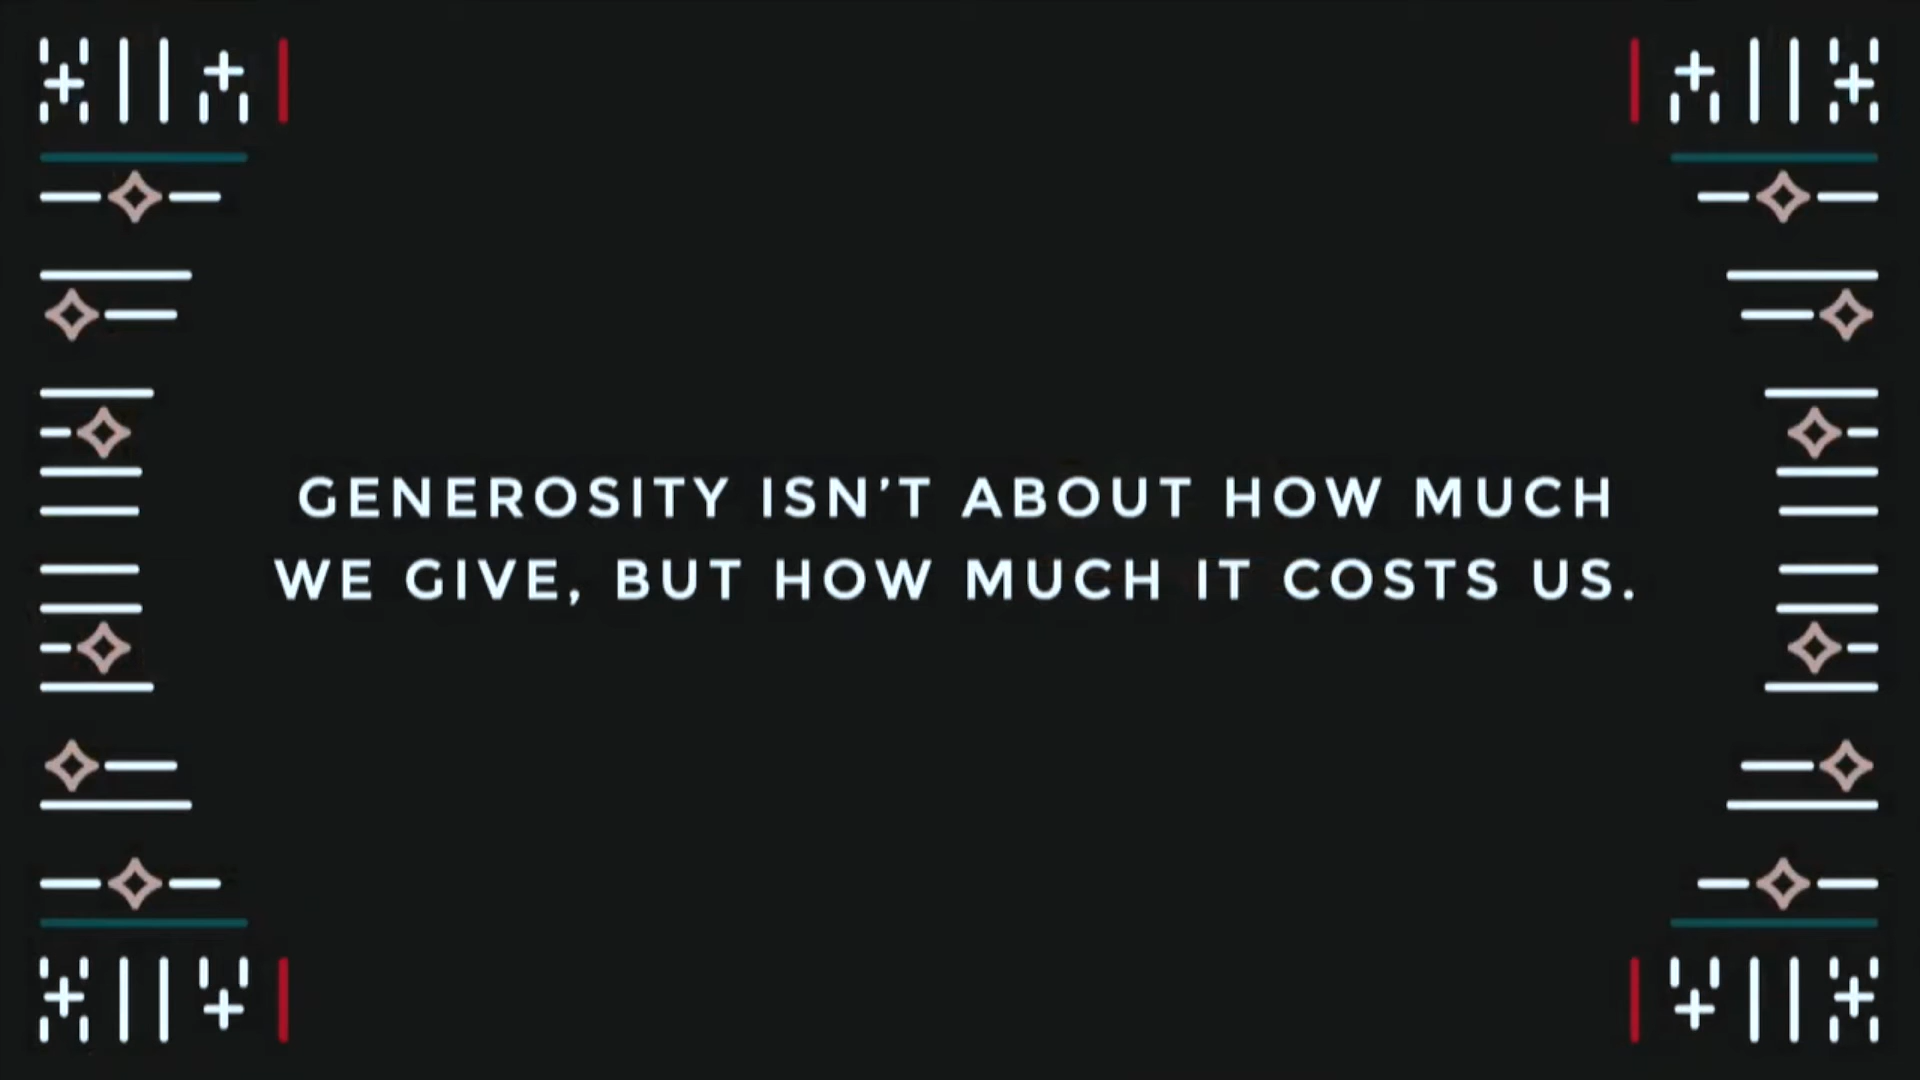 GENEROSITY ISN’T ABOUT HOW MUCH
WE GIVE, BUT HOW MUCH IT COSTS US.